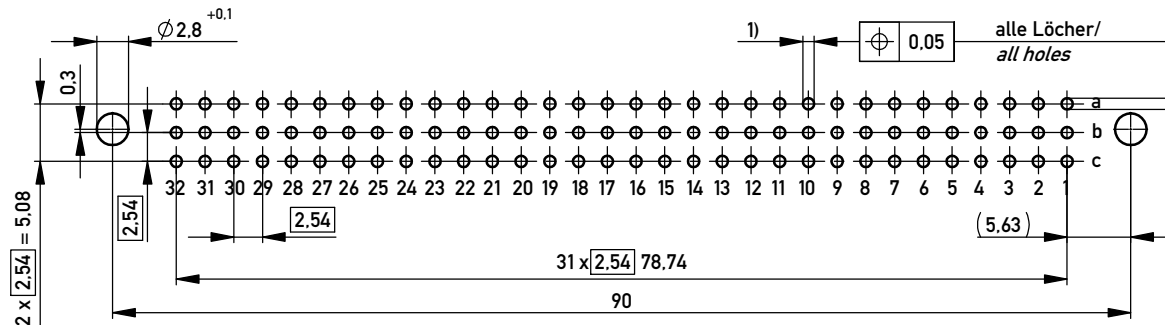 Ø 2,8 +0,1
1)
0,05
alle Löcher/
all holes
0,3
a
b
c
32 31 30 29 28 27 26 25 24 23 22 21 20 19 18 17 16 15 14 13 12 11 10 9 8 7 6 5 4 3 2 1
2 x 2,54 = 5,08
2,54
2,54
(5,63)
31 x 2,54 78,74
90